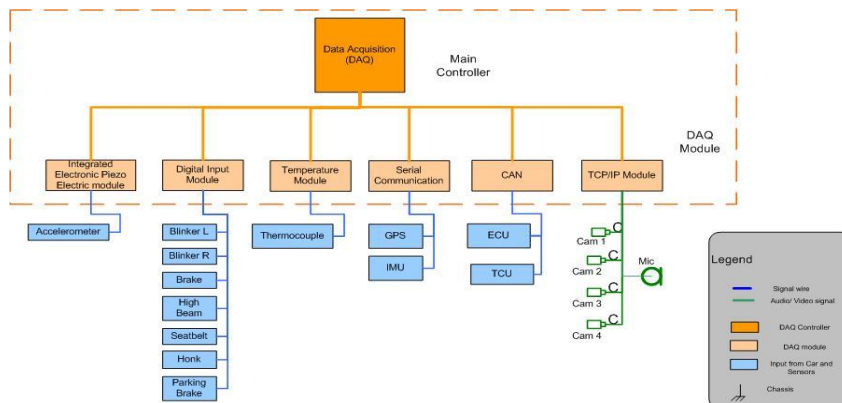 Data Acquisition
(DAQ)
Main
Controller
DAQ
Module
Integrated
Electronic Piezo
Electric module
Digital Input
Module
Temperature
Module
Serial
Communication
CAN
TCP/IP Module
Accelerometer
Blinker L
Blinker R
Brake
High
Beam
Seatbelt
Honk
Parking
Brake
Thermocouple
GPS
IMU
ECU
TCU
C
Cam 1
C
Cam 2
C
Cam 3
C
Cam 4
Mic
Legend
Signal wire
Audio/ Video signal
DAQ Controller
DAQ module
Input from Car and
Sensors
Chassis